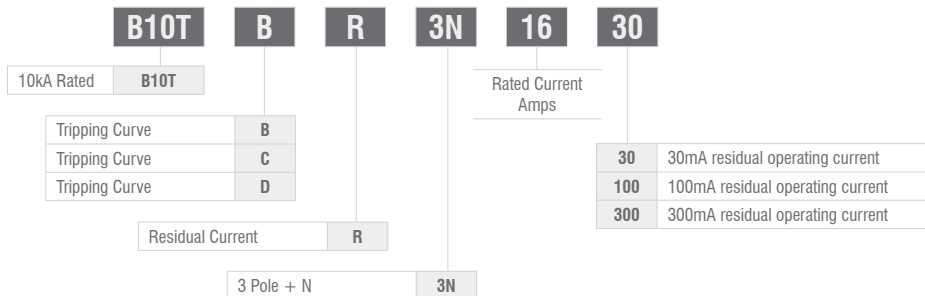 B10T B R 3N 16 30
10kA Rated B10T
Rated Current
Amps
Tripping Curve B
Tripping Curve C
Tripping Curve D
30 30mA residual operating current
100 100mA residual operating current
300 300mA residual operating current
Residual Current R
3 Pole + N 3N